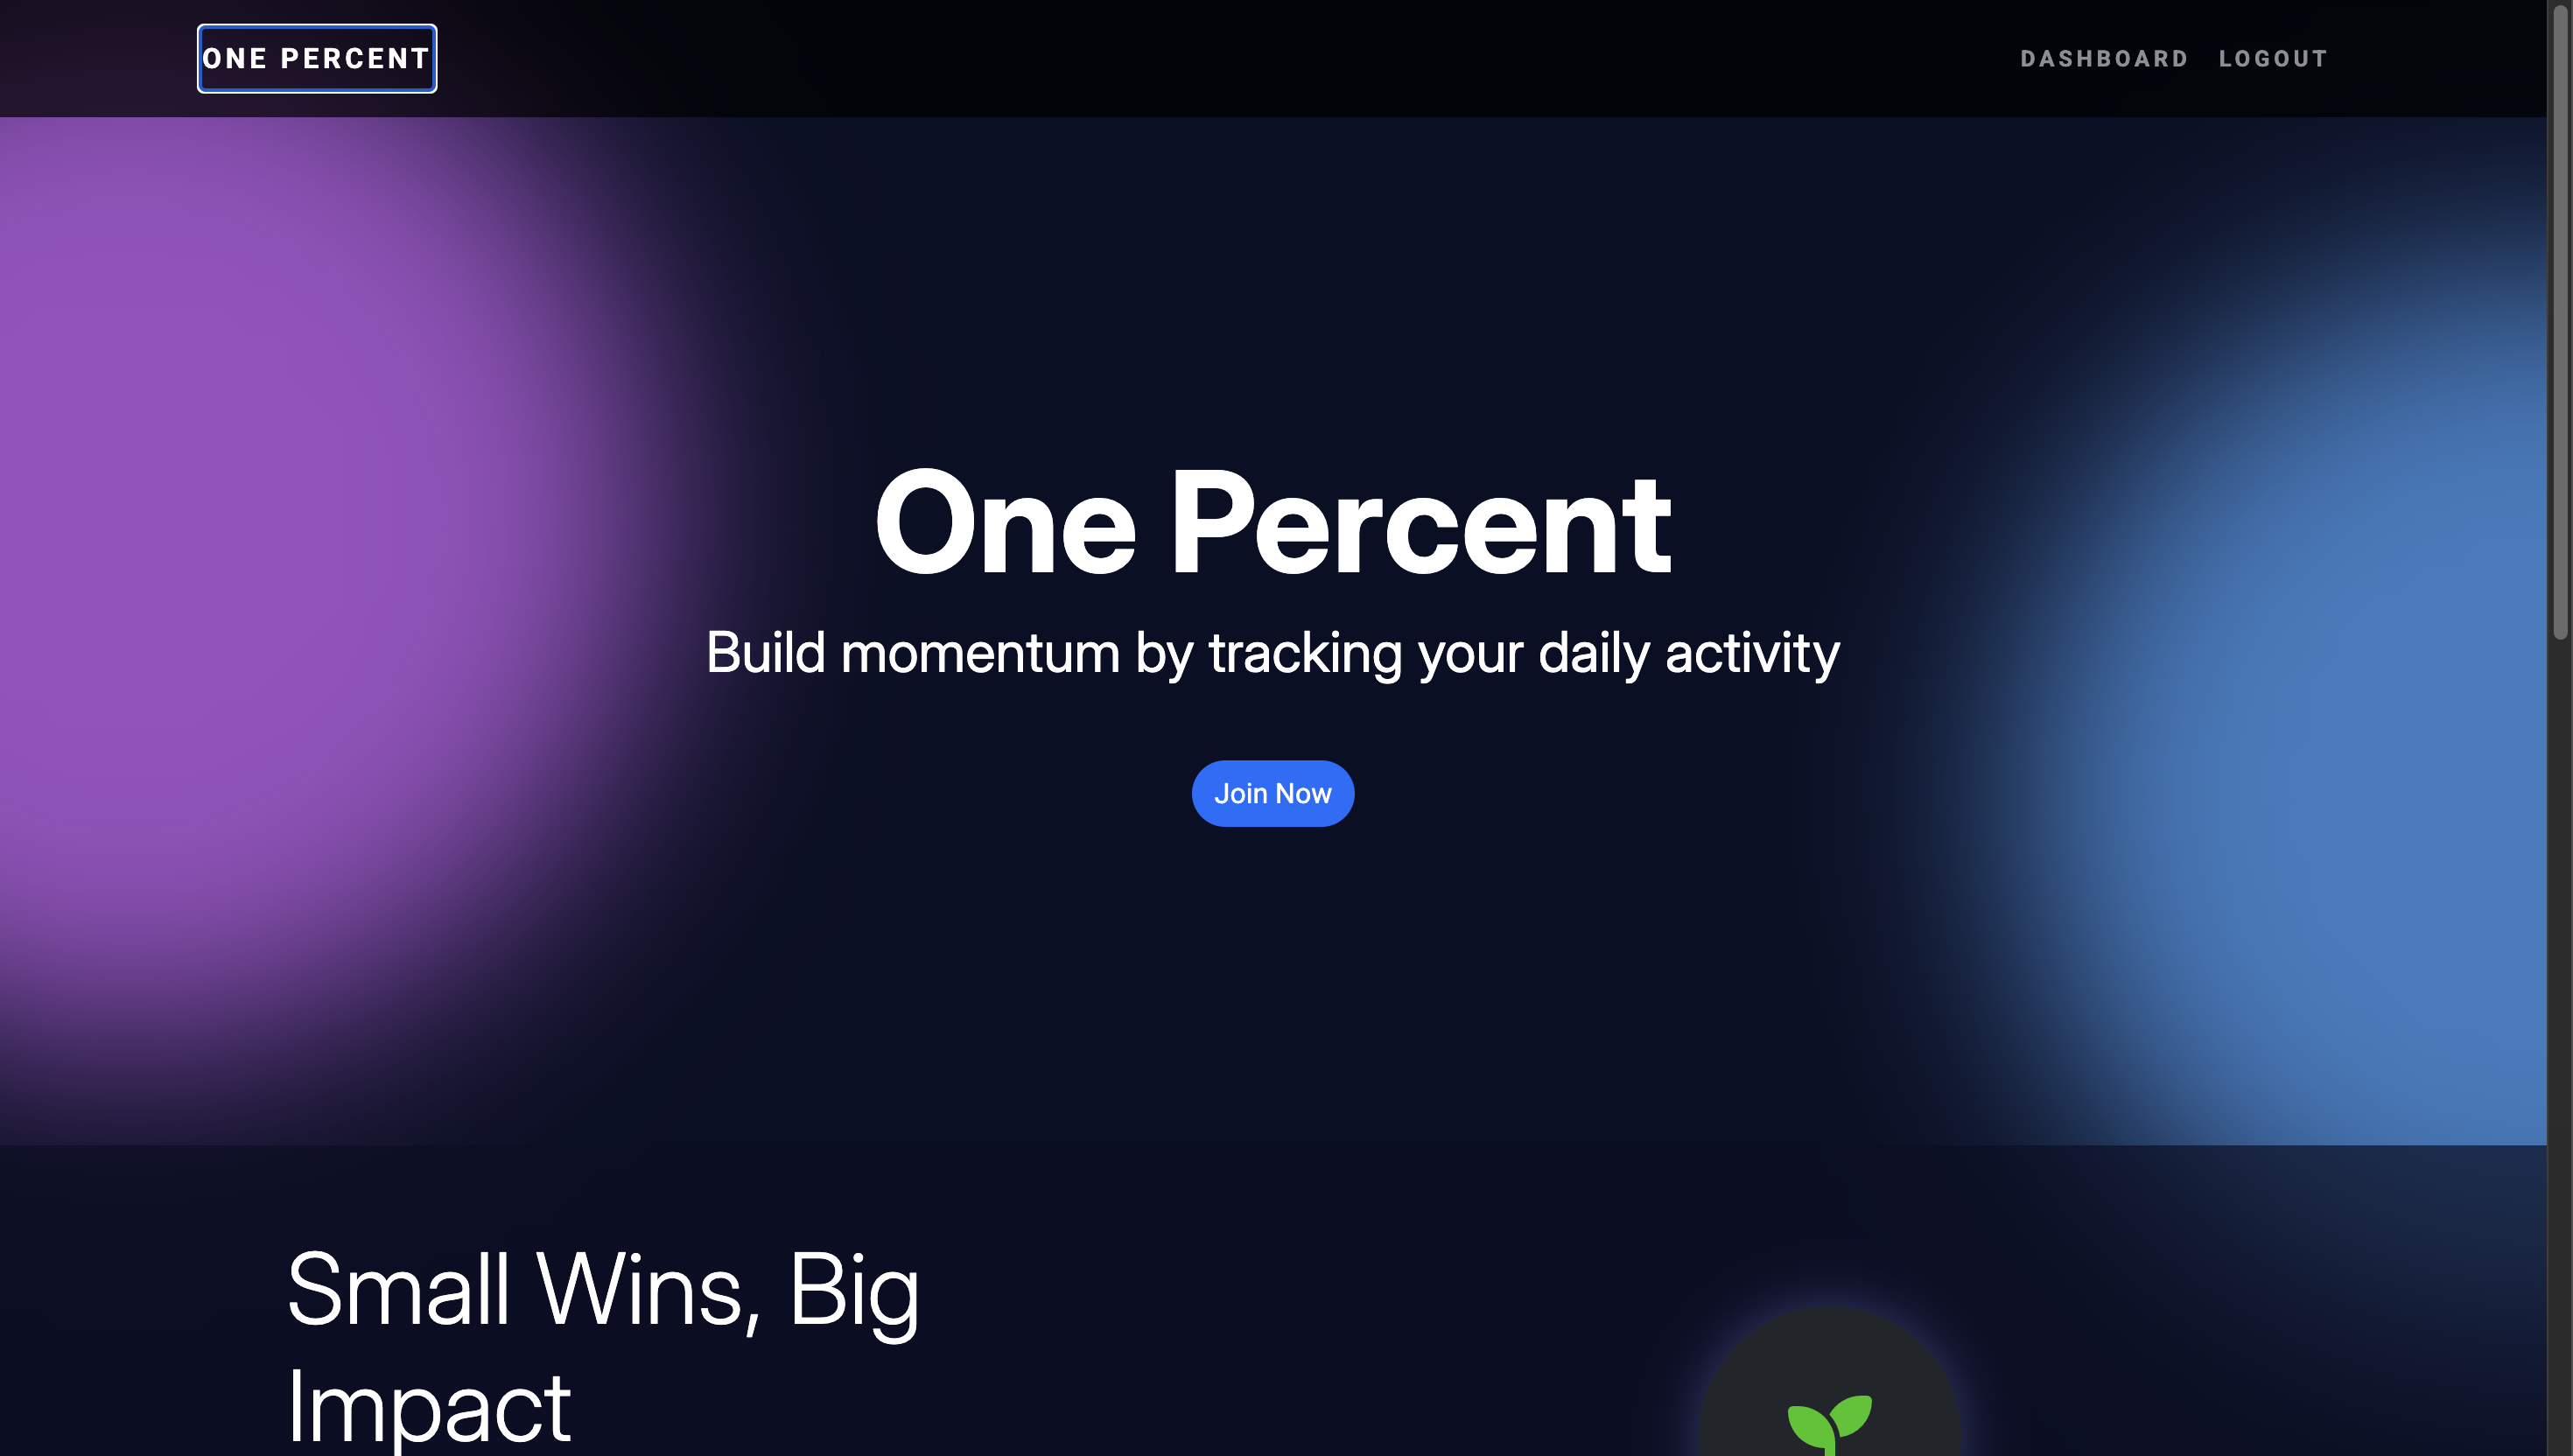 ONE PERCENT
DASHBOARD LOGOUT
One Percent
Build momentum by tracking your daily activity
Join Now
Small Wins, Big
Impact